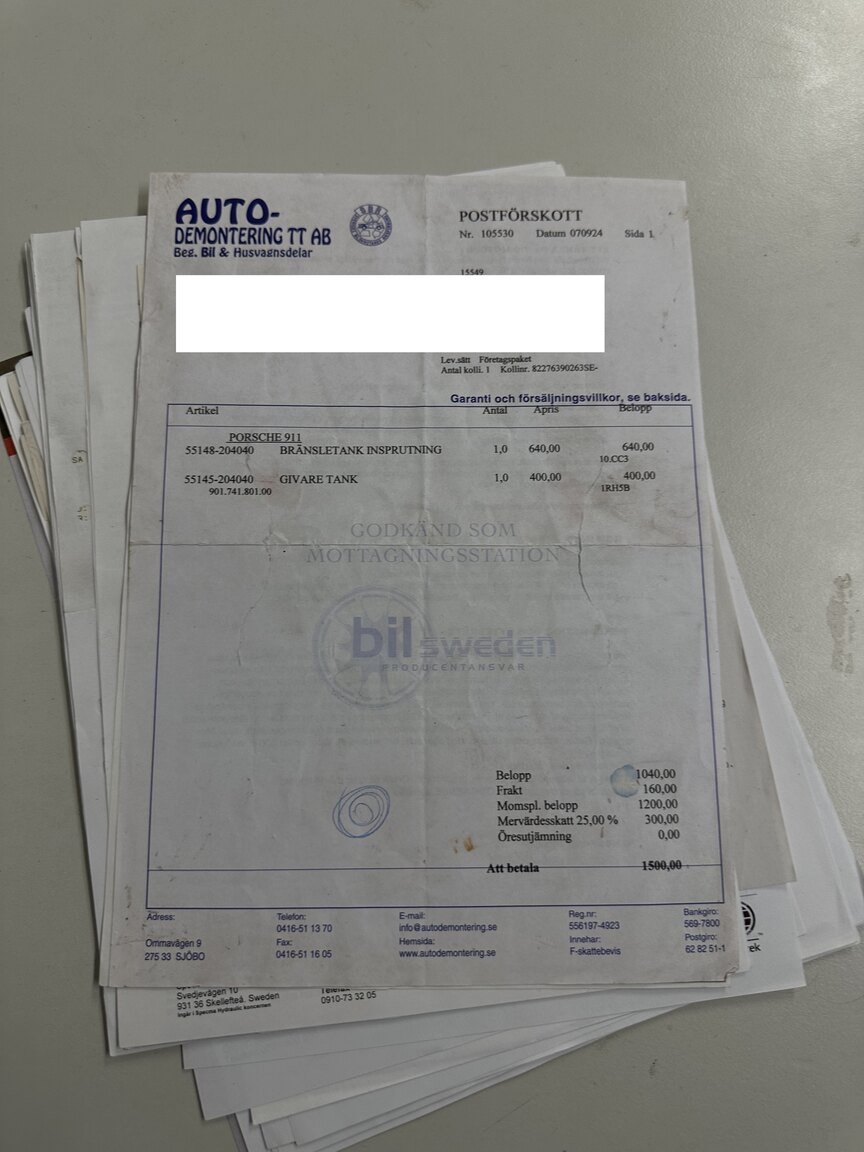 AUTO-
DEMONTERING TT AB
Beg. Bil & Husvagnsdelar
POSTFÖRSKOTT
Nr. 105530 Datum 070924 Sida 1
15549
Lev.sätt Företagspaket
Antal kolli. 1 Kollinr. 82276390263SE-
Garanti och försäljningsvillkor, se baksida.
Artikel Antal Apris Belopp
PORSCHE 911
55148-204040 BRÄNSLETANK INSPRUTNING 1,0 640,00 640,00
10.CC3
55145-204040 GIVARE TANK 1,0 400,00 400,00
901.741.801.00 1RH5B
GODKÄND SOM
MOTTAGNINGSSTATION
bil sweden
PRODUCENTANSVAR
Belopp 1040,00
Frakt 160,00
Momspl. belopp 1200,00
Mervärdesskatt 25,00 % 300,00
Öresutjämning 0,00
Att betala 1500,00
Adress: Telefon: E-mail: Reg.nr: Bankgiro:
0416-51 13 70 info@autodemontering.se 556197-4923 569-7800
Ommavägen 9 Fax: Hemsida: Innehar: Postgiro:
275 33 SJÖBO 0416-51 16 05 www.autodemontering.se F-skattebevis 62 82 51-1
Svedjevägen 10
931 36 Skellefteå. Sweden 0910-73 32 05
Ingår i Specma Hydraulic koncernen